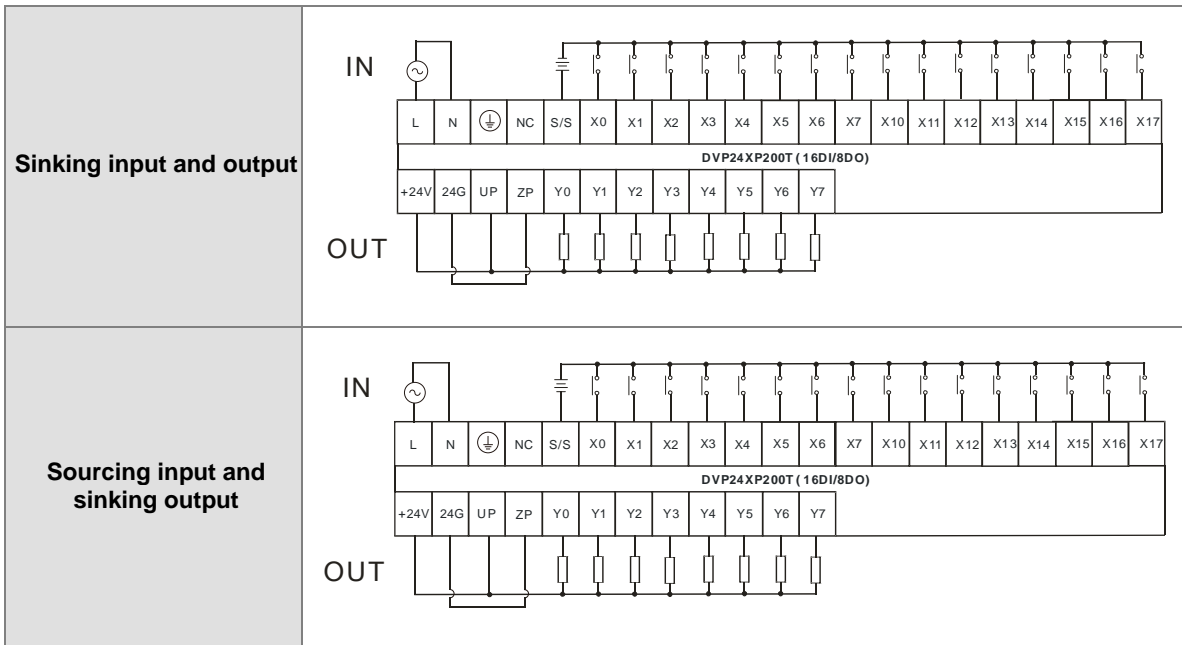 Sinking input and output
IN
L N NC S/S X0 X1 X2 X3 X4 X5 X6 X7 X10 X11 X12 X13 X14 X15 X16 X17
DVP24XP200T ( 16DI/8DO)
+24V 24G UP ZP Y0 Y1 Y2 Y3 Y4 Y5 Y6 Y7
OUT
Sourcing input and
sinking output
IN
L N NC S/S X0 X1 X2 X3 X4 X5 X6 X7 X10 X11 X12 X13 X14 X15 X16 X17
DVP24XP200T ( 16DI/8DO)
+24V 24G UP ZP Y0 Y1 Y2 Y3 Y4 Y5 Y6 Y7
OUT